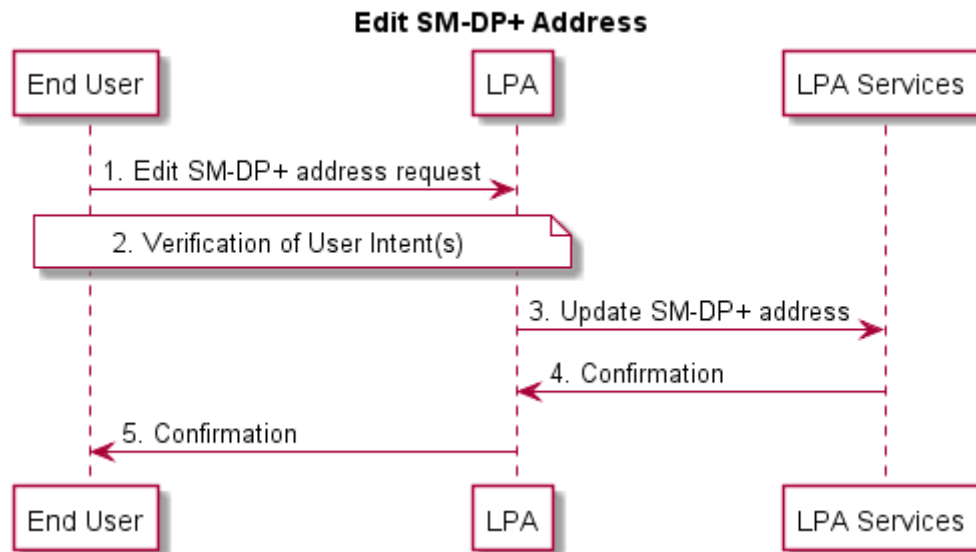 Edit SM-DP+ Address
End User
LPA
LPA Services
1. Edit SM-DP+ address request
2. Verification of User Intent(s)
3. Update SM-DP+ address
4. Confirmation
5. Confirmation
End User
LPA
LPA Services